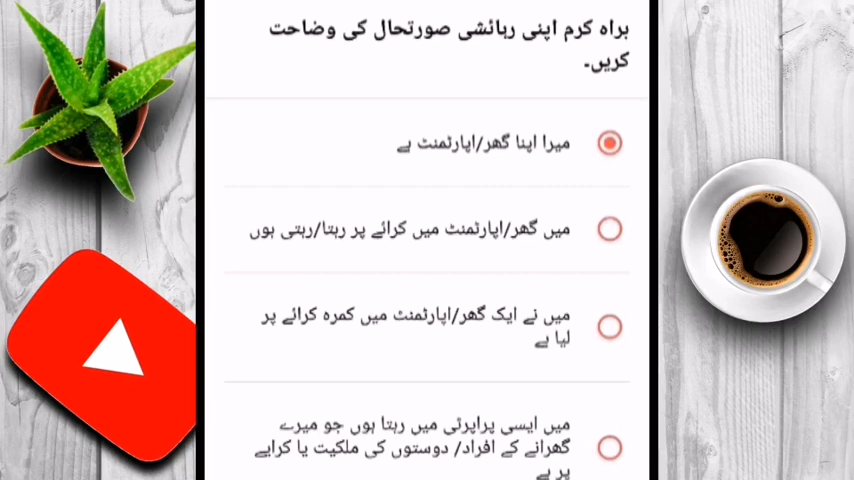 براہ کرم اپنی رہائشی صورتحال کی وضاحت
کریں۔
میرا اپنا گھر/اپارٹمنٹ ہے
میں گھر/اپارٹمنٹ میں کرائے پر رہتا/رہتی ہوں
میں نے ایک گھر/اپارٹمنٹ میں کمرہ کرائے پر
لیا ہے
میں ایسی پراپرٹی میں رہتا ہوں جو میرے
گھرانے کے افراد/ دوستوں کی ملکیت یا کرایے
پر ہے